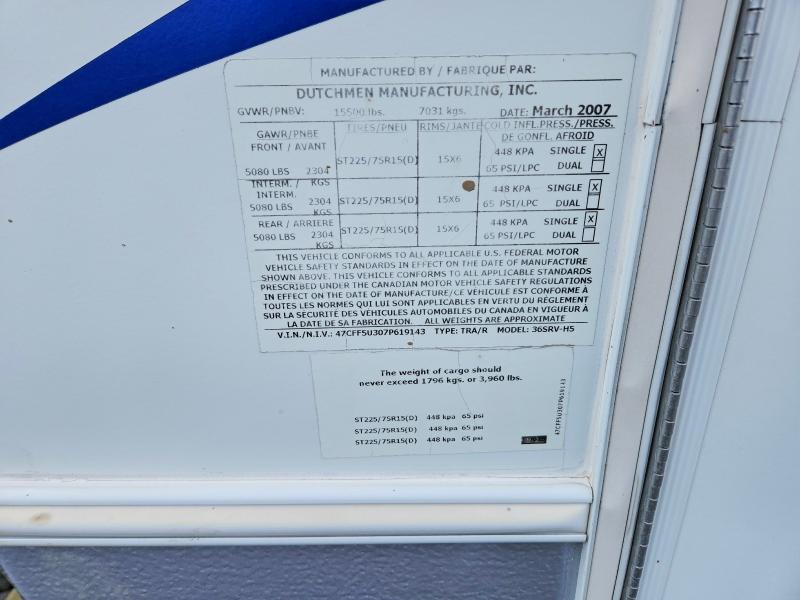 MANUFACTURED BY / FABRIQUE PAR:
DUTCHMEN MANUFACTURING, INC.
GVWR/PNBV: 15500 lbs. 7031 kgs. DATE: March 2007
GAWR/PNBE TIRES/PNEU RIMS/JANTE COLD INFL.PRESS./PRESS.
FRONT / AVANT DE GONFL. AFROID
5080 LBS 2304 KGS ST225/75R15(D) 15X6 448 KPA SINGLE X
65 PSI/LPC DUAL
INTERM. / INTERM.
5080 LBS 2304 KGS ST225/75R15(D) 15X6 448 KPA SINGLE X
65 PSI/LPC DUAL
REAR / ARRIERE
5080 LBS 2304 KGS ST225/75R15(D) 15X6 448 KPA SINGLE X
65 PSI/LPC DUAL
THIS VEHICLE CONFORMS TO ALL APPLICABLE U.S. FEDERAL MOTOR
VEHICLE SAFETY STANDARDS IN EFFECT ON THE DATE OF MANUFACTURE
SHOWN ABOVE. THIS VEHICLE CONFORMS TO ALL APPLICABLE STANDARDS
PRESCRIBED UNDER THE CANADIAN MOTOR VEHICLE SAFETY REGULATIONS
IN EFFECT ON THE DATE OF MANUFACTURE/CE VÉHICULE EST CONFORME À
TOUTES LES NORMES QUI LUI SONT APPLICABLES EN VERTU DU RÈGLEMENT
SUR LA SÉCURITÉ DES VÉHICULES AUTOMOBILES DU CANADA EN VIGUEUR À
LA DATE DE SA FABRICATION. ALL WEIGHTS ARE APPROXIMATE
V.I.N./N.I.V.: 47CFF5U307P619143 TYPE: TRA/R MODEL: 36SRV-H5
The weight of cargo should
never exceed 1796 kgs. or 3,960 lbs.
ST225/75R15(D) 448 kpa 65 psi
ST225/75R15(D) 448 kpa 65 psi
ST225/75R15(D) 448 kpa 65 psi
47CFF5U307P619143